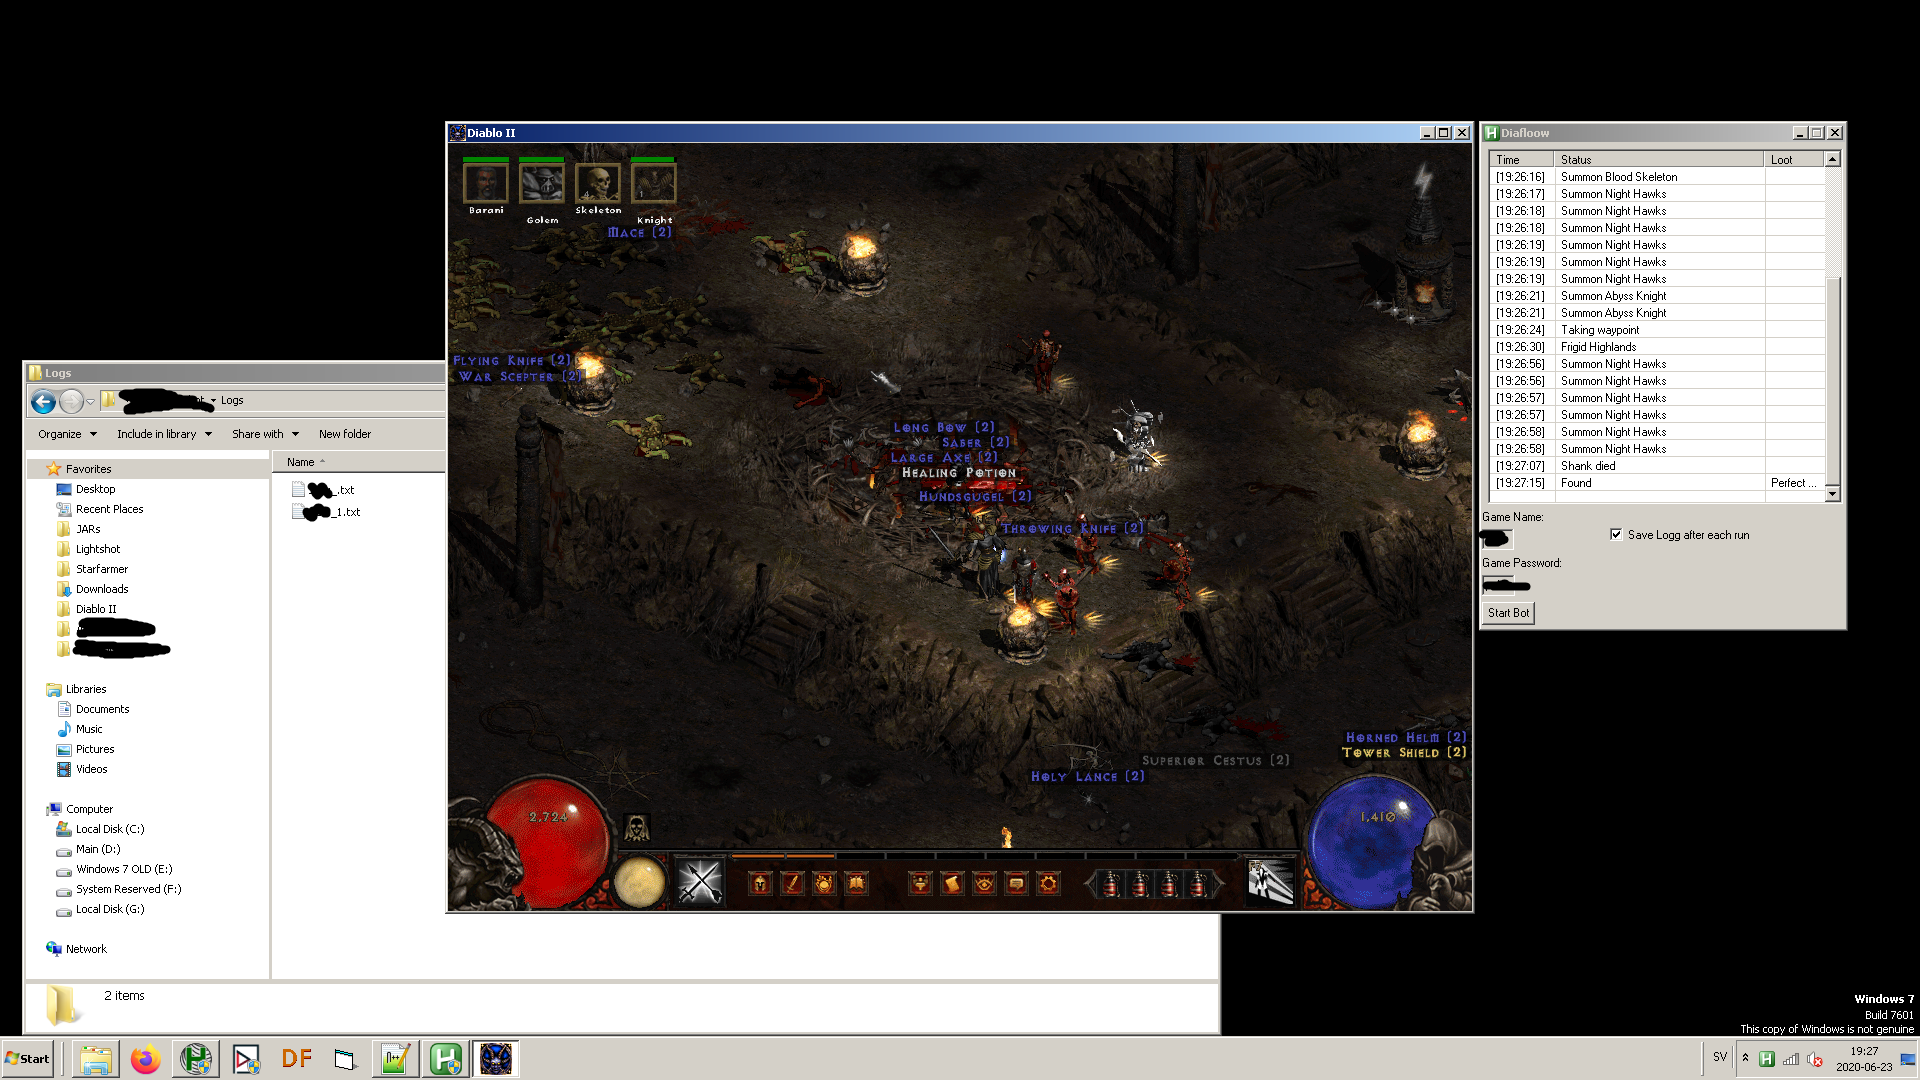 Diablo II
Barani
Golem
Skeleton
4
Knight
1
Mace (2)
Flying Knife (2)
War Scepter (2)
Long Bow (2)
Saber (2)
Large Axe (2)
Healing Potion
Hundsgugel (2)
Throwing Knife (2)
Horned Helm (2)
Tower Shield (2)
Superior Cestus (2)
Holy Lance (2)
2,724
1,410
Diafloow
Time Status Loot
[19:26:16] Summon Blood Skeleton
[19:26:17] Summon Night Hawks
[19:26:18] Summon Night Hawks
[19:26:18] Summon Night Hawks
[19:26:19] Summon Night Hawks
[19:26:19] Summon Night Hawks
[19:26:19] Summon Night Hawks
[19:26:21] Summon Abyss Knight
[19:26:21] Summon Abyss Knight
[19:26:24] Taking waypoint
[19:26:30] Frigid Highlands
[19:26:56] Summon Night Hawks
[19:26:56] Summon Night Hawks
[19:26:57] Summon Night Hawks
[19:26:57] Summon Night Hawks
[19:26:58] Summon Night Hawks
[19:26:58] Summon Night Hawks
[19:27:07] Shank died
[19:27:15] Found Perfect ...
Game Name:
Save Logg after each run
Game Password:
Start Bot
Logs
Logs
Organize Include in library Share with New folder
Favorites
Desktop
Recent Places
JARs
Lightshot
Starfarmer
Downloads
Diablo II
Libraries
Documents
Music
Pictures
Videos
Computer
Local Disk (C:)
Main (D:)
Windows 7 OLD (E:)
System Reserved (F:)
Local Disk (G:)
Network
Name
_.txt
_1.txt
2 items
Windows 7
Build 7601
This copy of Windows is not genuine
Start
DF
SV
19:27
2020-06-23